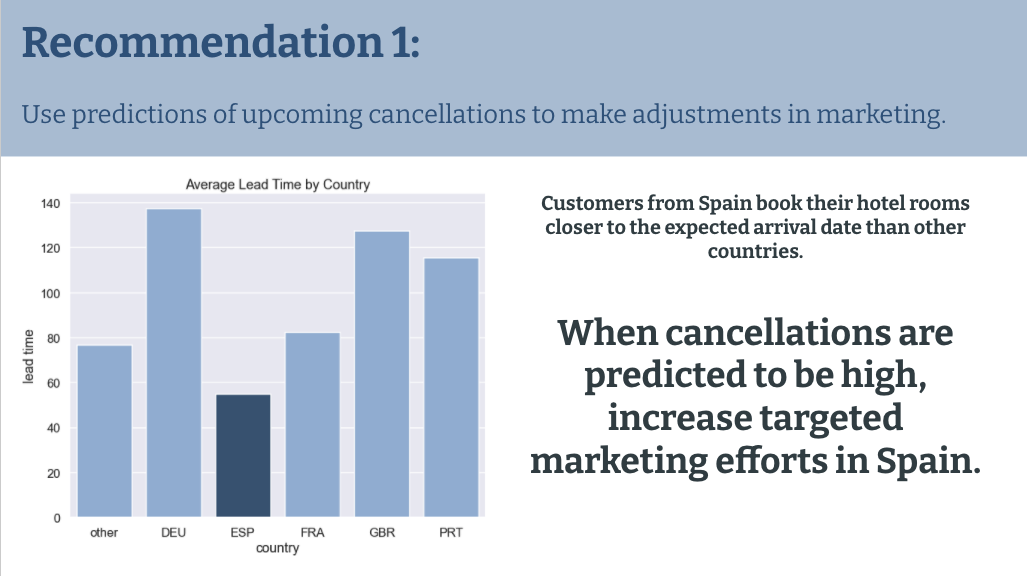 Recommendation 1:
Use predictions of upcoming cancellations to make adjustments in marketing.
Average Lead Time by Country
140
120
100
80
60
40
20
0
lead time
other DEU ESP FRA GBR PRT
country
Customers from Spain book their hotel rooms
closer to the expected arrival date than other
countries.
When cancellations are
predicted to be high,
increase targeted
marketing efforts in Spain.